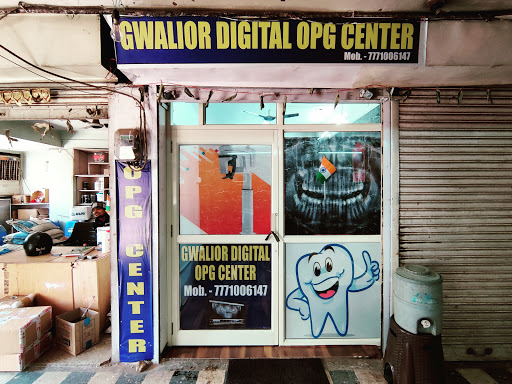 GWALIOR DIGITAL OPG CENTER
Mob. - 7771006147
OPG CENTER
GWALIOR DIGITAL
OPG CENTER
Mob. - 7771006147